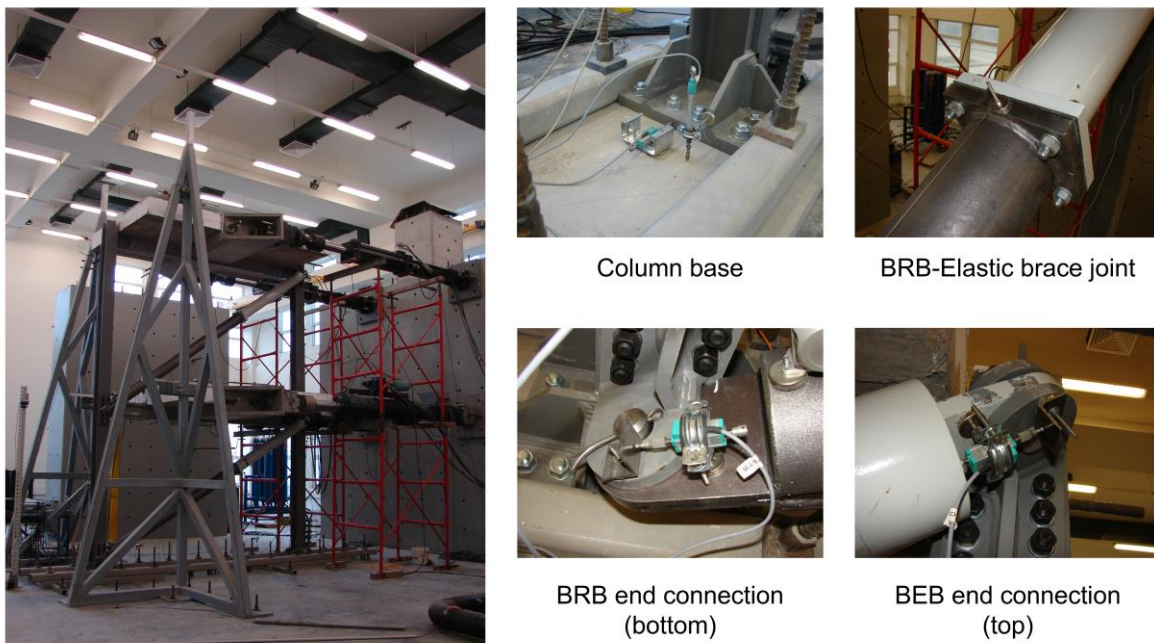 Column base
BRB-Elastic brace joint
BRB end connection
(bottom)
BEB end connection
(top)